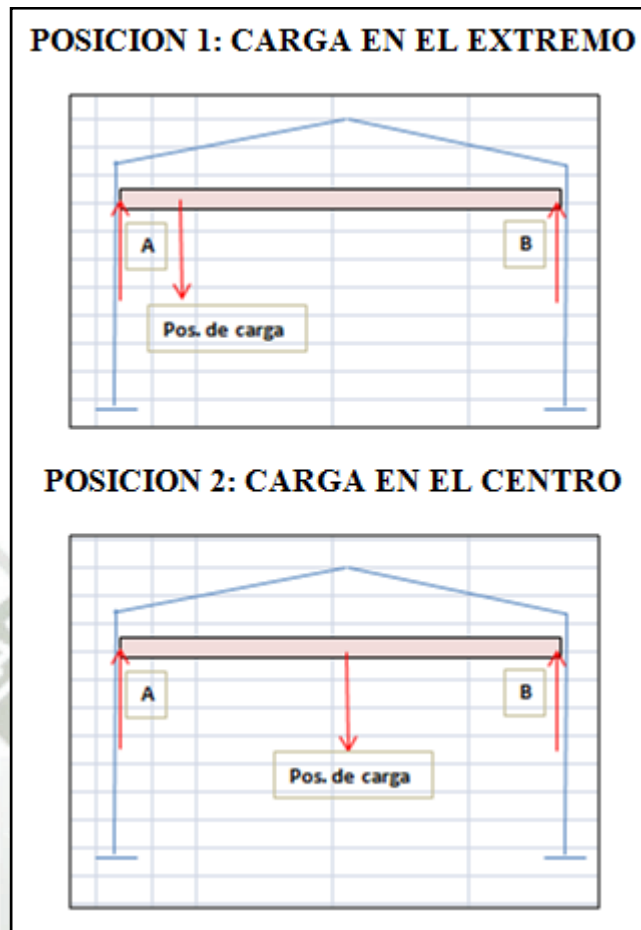 POSICION 1: CARGA EN EL EXTREMO
A
B
Pos. de carga
POSICION 2: CARGA EN EL CENTRO
A
B
Pos. de carga